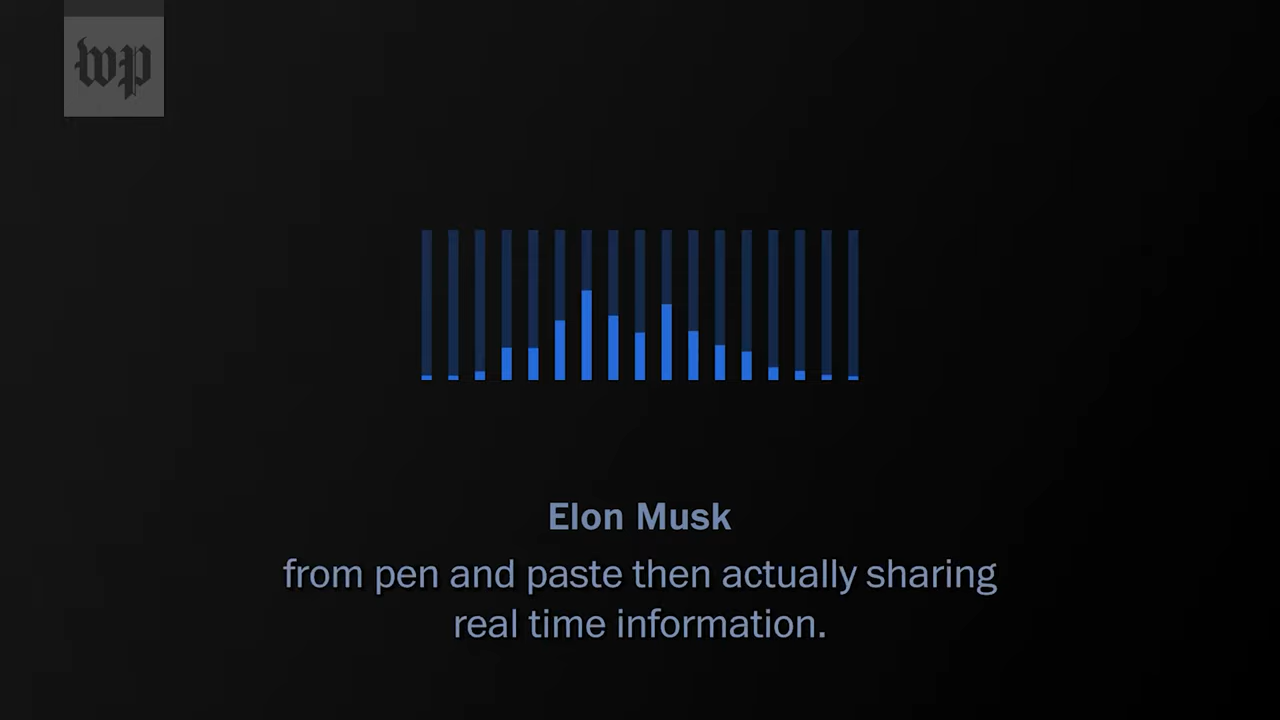 wp
Elon Musk
from pen and paste then actually sharing
real time information.